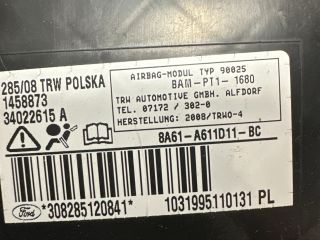 285/08 TRW POLSKA
1458873
34022615 A
AIRBAG-MODUL TYP 90025
BAM-PT1-1680
TRW AUTOMOTIVE GMBH. ALFDORF
TEL. 07172 / 302-0
HERSTELLUNG: 2008/TRWO-4
8A61-A611D11-BC
Ford
*308285120841*
1031995110131 PL